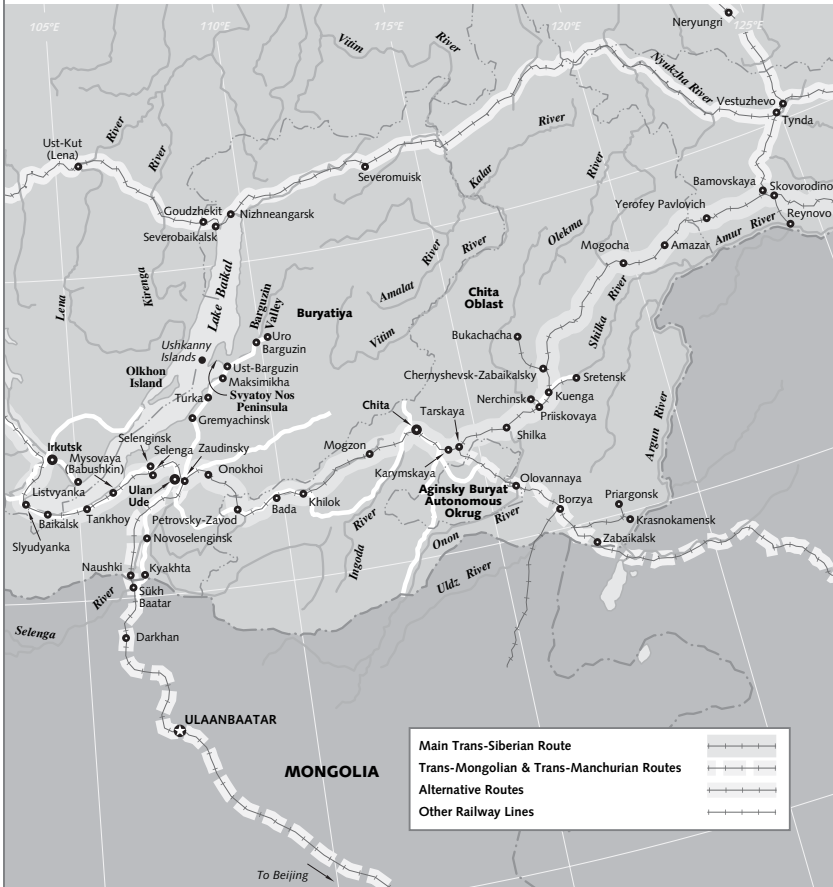 105°E
110°E
115°E
120°E
125°E
Neryungri
Vitim
River
Nyukzha River
Vestuzhevo
Tynda
Ust-Kut
(Lena)
River
River
River
Severomuisk
Kalar
River
Bamovskaya
Skovorodino
Yerofey Pavlovich
Reynovo
Goudzhekit
Nizhneangarsk
Severobaikalsk
Olekma
Mogocha
Amazar
Amur River
River
River
Lena
Kirenga
Lake Baikal
Barguzin
Valley
Buryatiya
Amalat
Vitim
Chita
Oblast
Shilka River
Ushkanny
Islands
Uro
Barguzin
Bukachacha
Olkhon
Island
Ust-Barguzin
Maksimikha
Svyatoy Nos
Peninsula
Turka
Gremyachinsk
Chernyshevsk-Zabaikalsky
Sretensk
Nerchinsk
Kuenga
Priiskovaya
Chita
Tarskaya
Shilka
Argun River
Irkutsk
Mysovaya
(Babushkin)
Selenginsk
Selenga
Zaudinsky
Onokhoi
Mogzon
Karymskaya
Listvyanka
Ulan
Ude
Aginsky Buryat
Autonomous
Okrug
Olovannaya
Borzya
Priargonsk
Krasnokamensk
Baikalsk
Tankhoy
Petrovsky-Zavod
Bada
Khilok
Slyudyanka
Novoselenginsk
Ingoda
River
Onon
River
Zabaikalsk
Naushki
Kyakhta
Uldz River
Sükh
Baatar
Selenga
River
Darkhan
ULAANBAATAR
MONGOLIA
Main Trans-Siberian Route
Trans-Mongolian & Trans-Manchurian Routes
Alternative Routes
Other Railway Lines
To Beijing